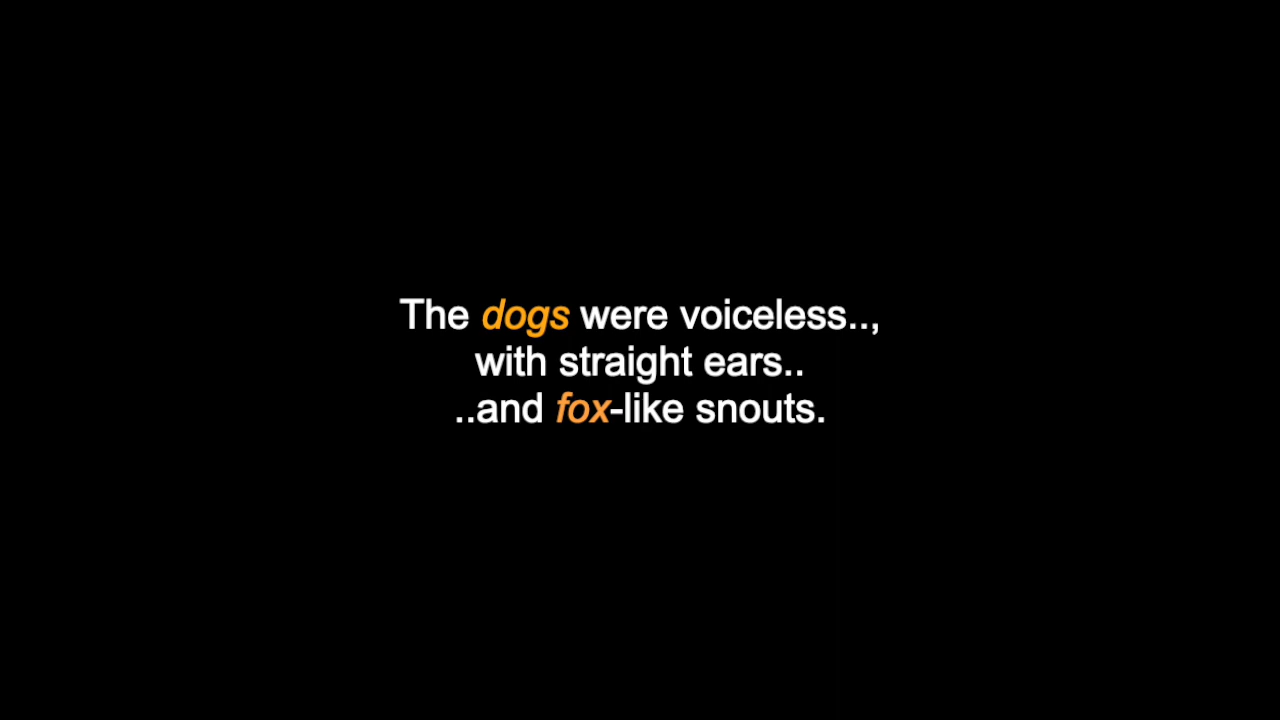 The dogs were voiceless..,
with straight ears..
..and fox-like snouts.